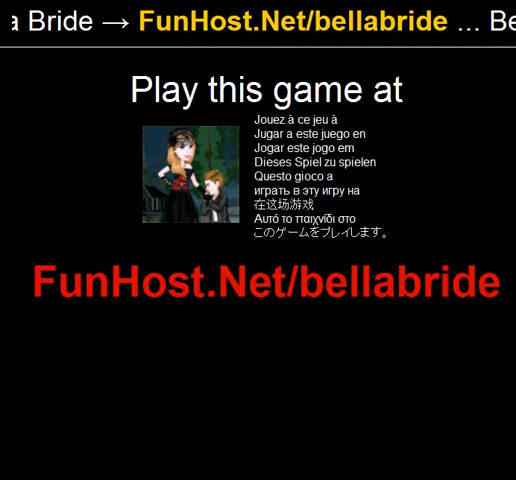 a Bride → FunHost.Net/bellabride ... Be
Play this game at
Jouez à ce jeu à
Jugar a este juego en
Jogar este jogo em
Dieses Spiel zu spielen
Questo gioco a
играть в эту игру на
在这场游戏
Αυτό το παιχνίδι στο
このゲームをプレイします。
FunHost.Net/bellabride